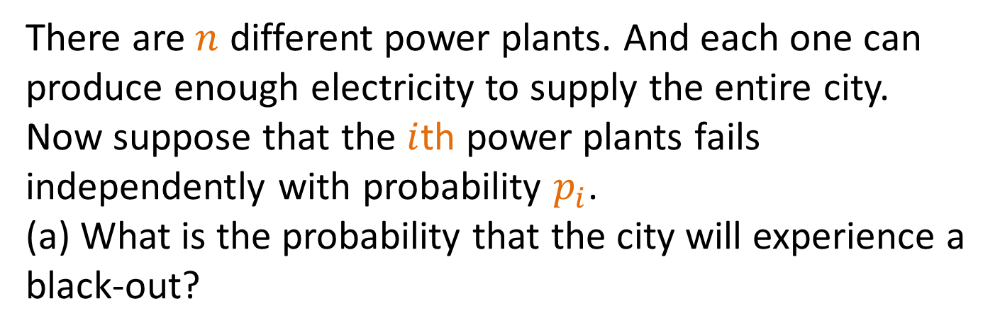 There are n different power plants. And each one can
produce enough electricity to supply the entire city.
Now suppose that the ith power plants fails
independently with probability pᵢ.
(a) What is the probability that the city will experience a
black-out?